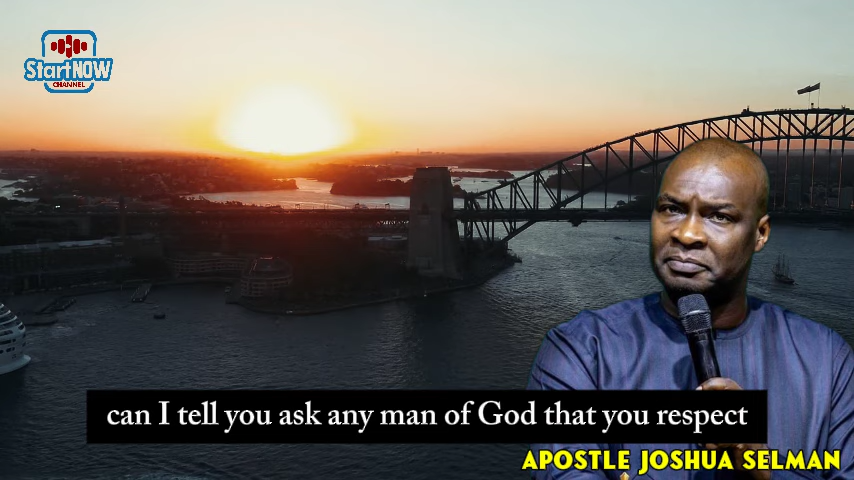 StartNOW
CHANNEL
can I tell you ask any man of God that you respect
APOSTLE JOSHUA SELMAN